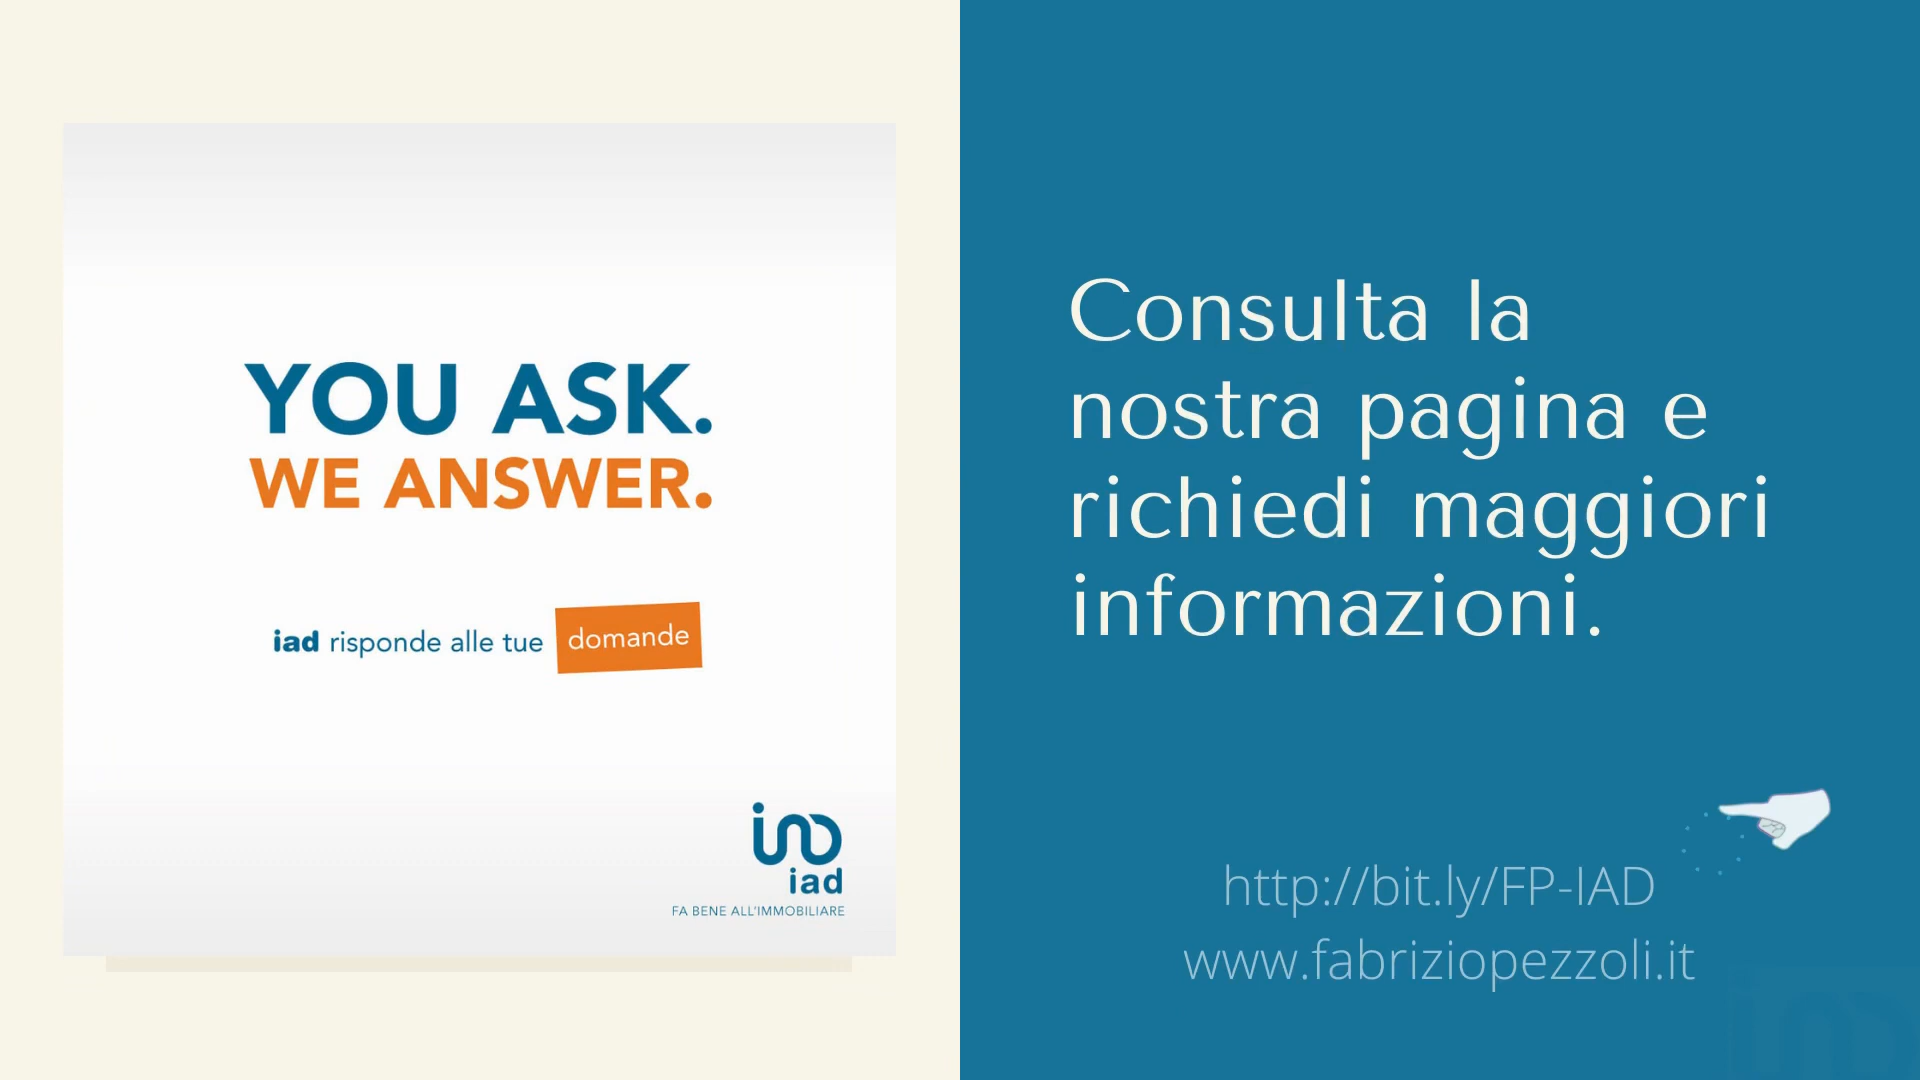 YOU ASK.
WE ANSWER.
iad risponde alle tue domande
iad
FA BENE ALL'IMMOBILIARE
Consulta la
nostra pagina e
richiedi maggiori
informazioni.
http://bit.ly/FP-IAD
www.fabriziopezzoli.it